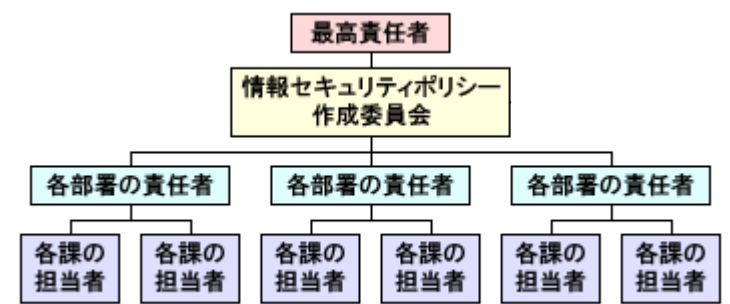 最高責任者
情報セキュリティポリシー
作成委員会
各部署の責任者
各部署の責任者
各部署の責任者
各課の
担当者
各課の
担当者
各課の
担当者
各課の
担当者
各課の
担当者
各課の
担当者